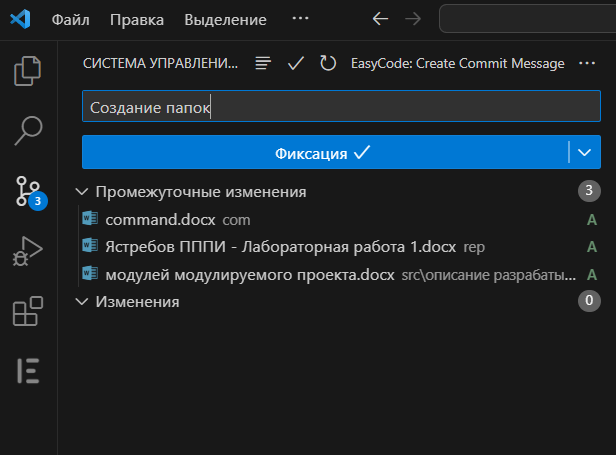 Файл Правка Выделение ···
СИСТЕМА УПРАВЛЕНИ... EasyCode: Create Commit Message ···
Создание папок
Фиксация
Промежуточные изменения 3
command.docx com A
Ястребов ПППИ - Лабораторная работа 1.docx rep A
3
модулей модулируемого проекта.docx src\описание разрабаты... A
Изменения 0